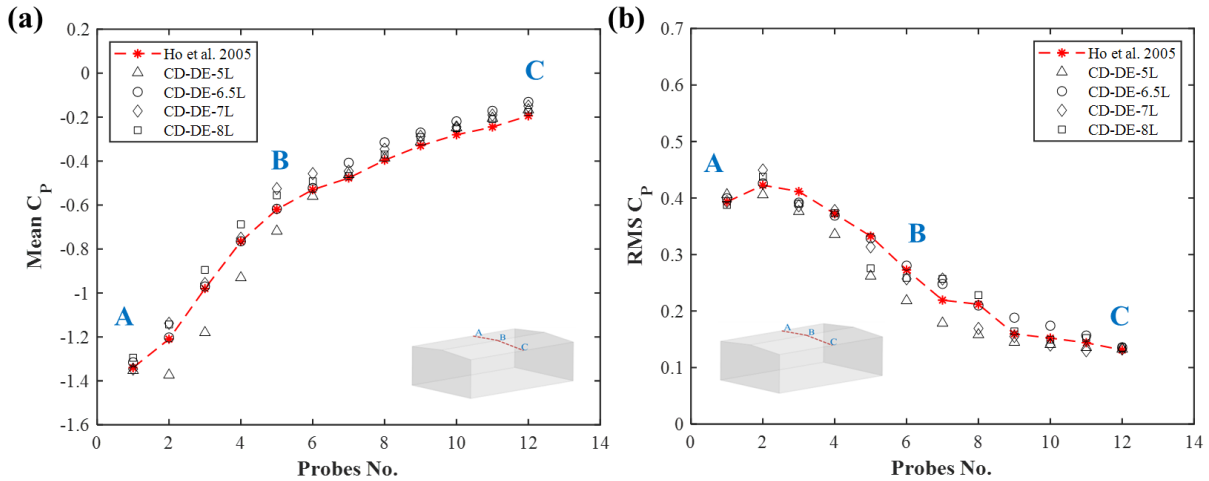 (a)
0.2
0
-0.2
-0.4
-0.6
-0.8
-1
-1.2
-1.4
-1.6
Mean C_P
Ho et al. 2005
CD-DE-5L
CD-DE-6.5L
CD-DE-7L
CD-DE-8L
A
B
C
A
B
C
0 2 4 6 8 10 12 14
Probes No.
(b)
0.7
0.6
0.5
0.4
0.3
0.2
0.1
0
RMS C_P
Ho et al. 2005
CD-DE-5L
CD-DE-6.5L
CD-DE-7L
CD-DE-8L
A
B
C
A
B
C
0 2 4 6 8 10 12 14
Probes No.